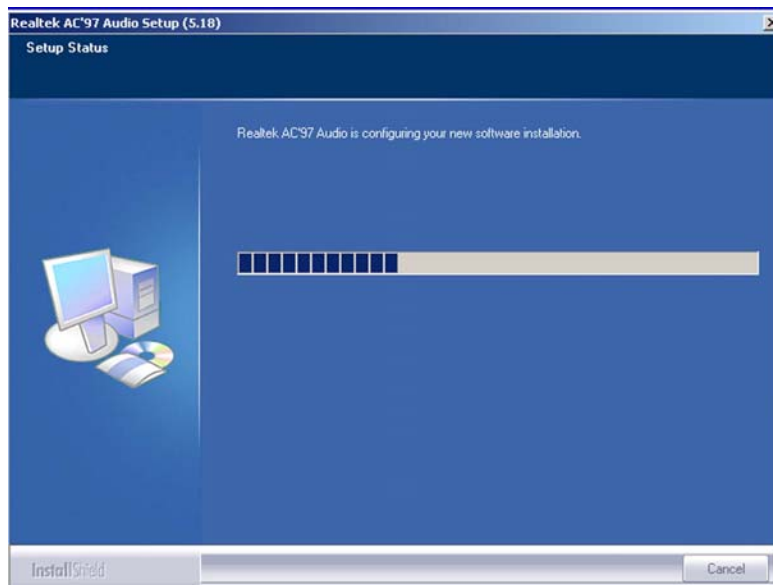 Realtek AC'97 Audio Setup (5.18)
Setup Status
Realtek AC'97 Audio is configuring your new software installation.
InstallShield
Cancel